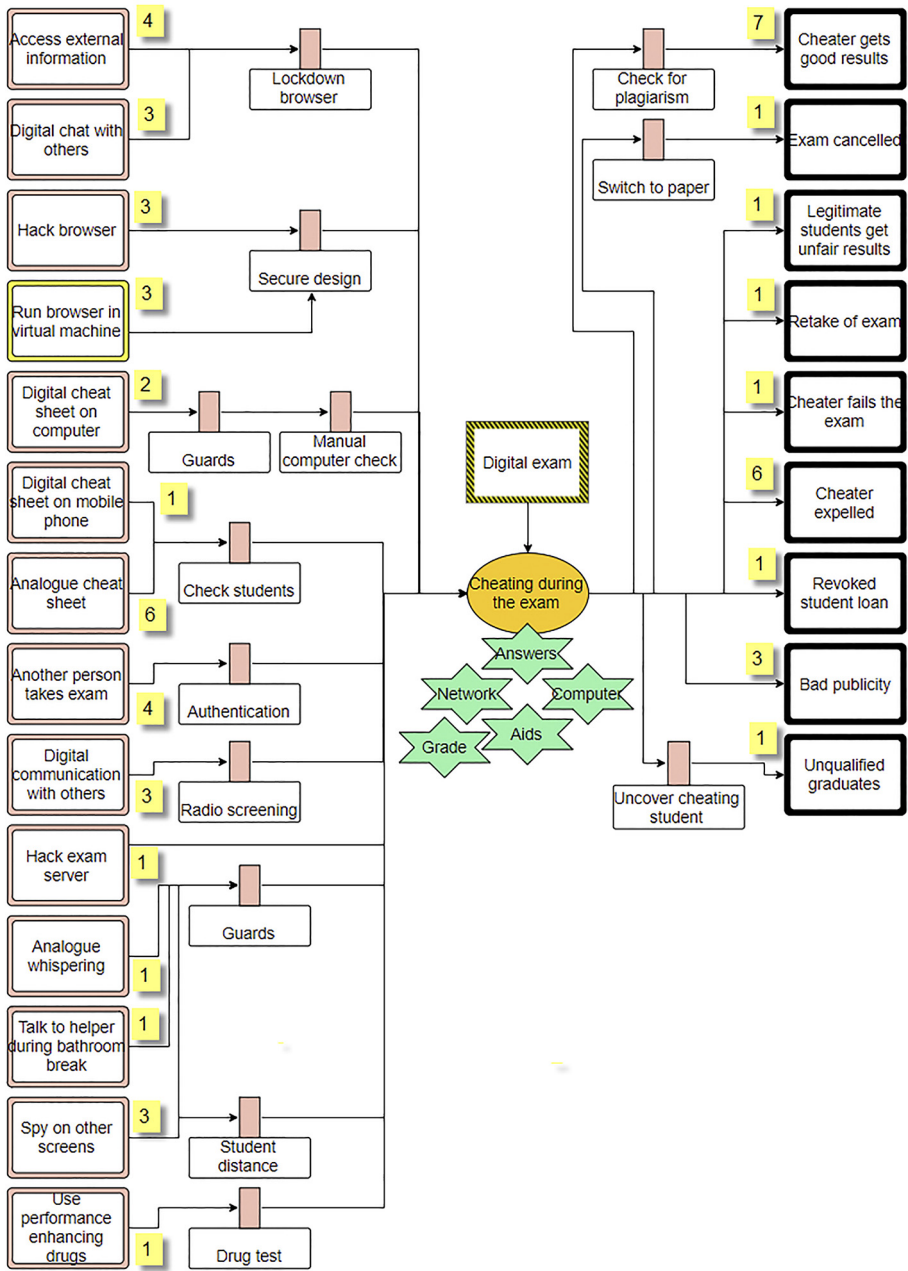 4
Access external
information
Lockdown
browser
3
Digital chat with
others
3
Hack browser
Secure design
3
Run browser in
virtual machine
2
Digital cheat
sheet on
computer
Guards
Manual
computer check
Digital cheat
sheet on mobile
phone
1
Analogue cheat
sheet
6
Check students
Another person
takes exam
4
Authentication
Digital
communication
with others
3
Radio screening
Hack exam
server
1
Guards
Analogue
whispering
1
Talk to helper
during bathroom
break
1
Spy on other
screens
3
Student
distance
Use
performance
enhancing
drugs
1
Drug test
Digital exam
Cheating during
the exam
Answers
Network
Computer
Grade
Aids
Check for
plagiarism
7
Cheater gets
good results
Switch to paper
1
Exam cancelled
1
Legitimate
students get
unfair results
1
Retake of exam
1
Cheater fails the
exam
6
Cheater
expelled
1
Revoked
student loan
3
Bad publicity
1
Unqualified
graduates
Uncover cheating
student